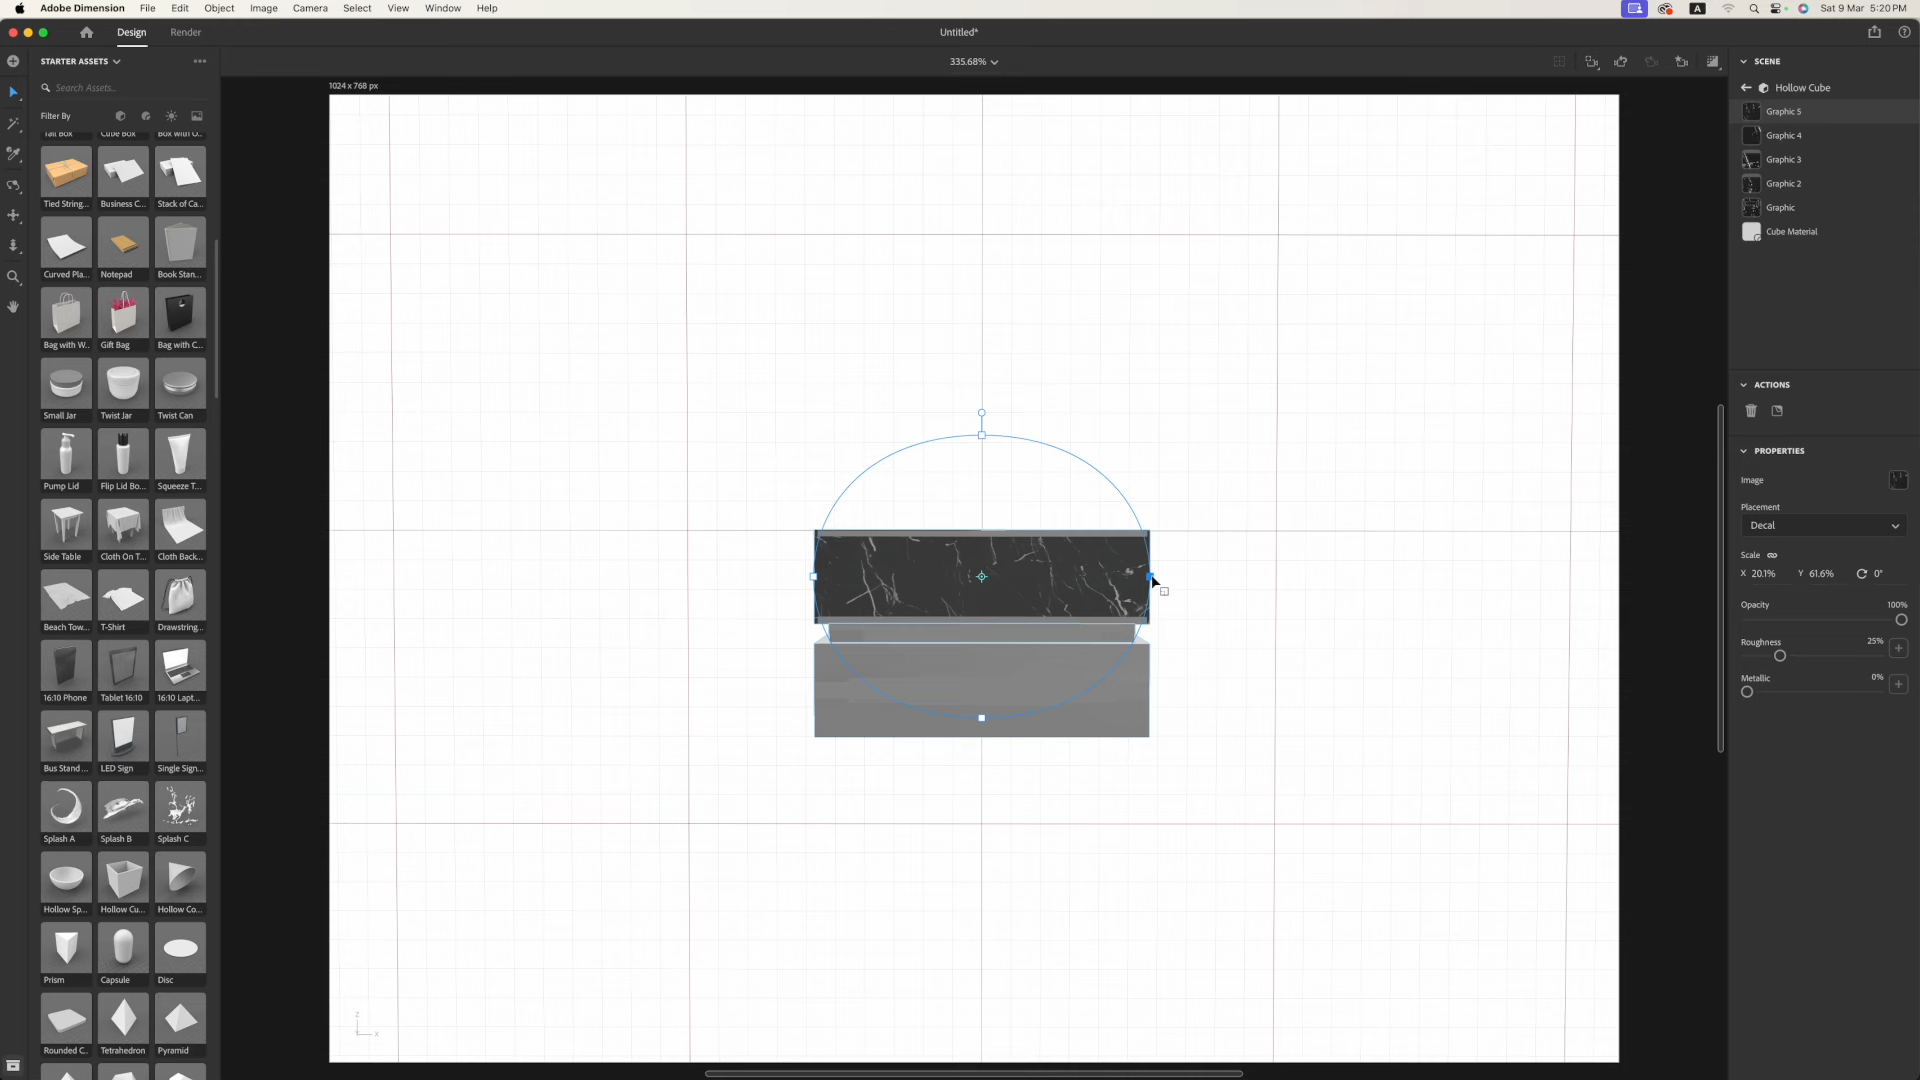 Adobe Dimension File Edit Object Image Camera Select View Window Help
A
Sat 9 Mar 5:20PM
Design Render
Untitled*
STARTER ASSETS
335.68%
Search Assets...
Filter By
1024 x 768 px
Tall Box Cube Box Box with O...
Tied String... Business C... Stack of Ca...
Curved Pla... Notepad Book Stan...
Bag with W.. Gift Bag Bag with C...
Small Jar Twist Jar Twist Can
Pump Lid Flip Lid Bo... Squeeze T...
Side Table Cloth On T... Cloth Back...
Beach Tow... T-Shirt Drawstring...
16:10 Phone Tablet 16:10 16:10 Lapt...
Bus Stand ... LED Sign Single Sign...
Splash A Splash B Splash C
Hollow Sp... Hollow Cu... Hollow Co...
Prism Capsule Disc
Rounded C... Tetrahedron Pyramid
Z
X
SCENE
Hollow Cube
Graphic 5
Graphic 4
Graphic 3
Graphic 2
Graphic
Cube Material
ACTIONS
PROPERTIES
Image
Placement
Decal
Scale
X 20.1% Y 61.6% 0°
Opacity 100%
Roughness 25%
Metallic 0%